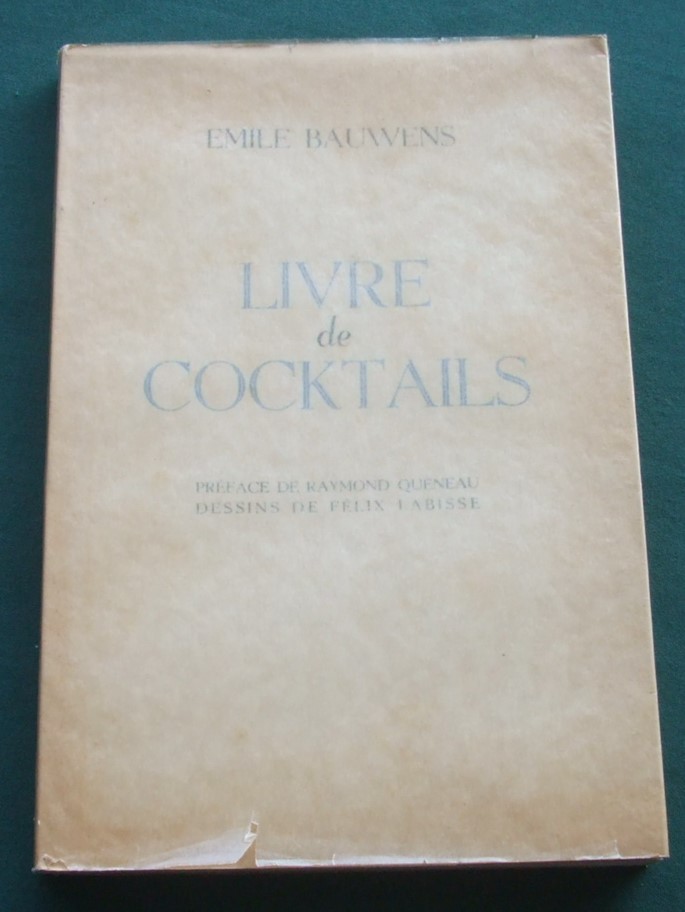 EMILE BAUWENS
LIVRE
de
COCKTAILS
PRÉFACE DE RAYMOND QUENEAU
DESSINS DE FÉLIX LABISSE